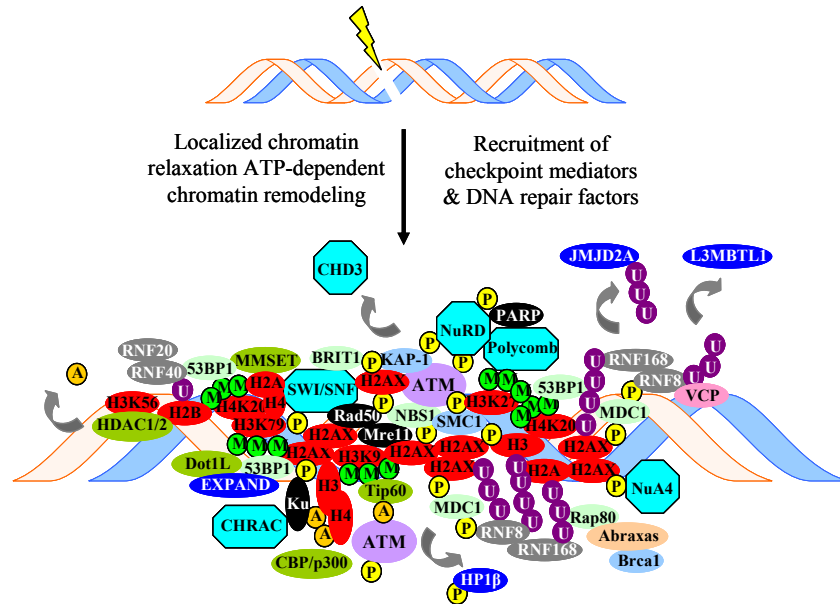 Localized chromatin
relaxation ATP-dependent
chromatin remodeling
Recruitment of
checkpoint mediators
& DNA repair factors
JMJD2A
L3MBTL1
U
U
U
U
CHD3
P
NuRD
PARP
P
P
Polycomb
U
U
U
RNF20
RNF40
A
53BP1
MMSET
BRIT1
P
KAP-1
ATM
H2AX
M
M
M
U
H2A
SWI/SNF
P
M
M
M
H3K27
53BP1
U
RNF168
RNF8
P
VCP
H3K56
HDAC1/2
H2B
H4K20
H4
H3K79
P
Rad50
NBS1
SMC1
P
M
M
M
H4K20
U
U
MDC1
P
M
M
M
H2AX
H2AX
Mre11
P
H3
H2AX
Dot1L
53BP1
P
H3K9
H2AX
H2AX
H2AX
H2A
H2AX
EXPAND
H3
M
M
M
Tip60
P
U
U
U
U
U
U
U
U
P
NuA4
CHRAC
Ku
A
A
H4
A
MDC1
P
RNF8
RNF168
Rap80
Abraxas
Brca1
CBP/p300
ATM
P
HP1β
P